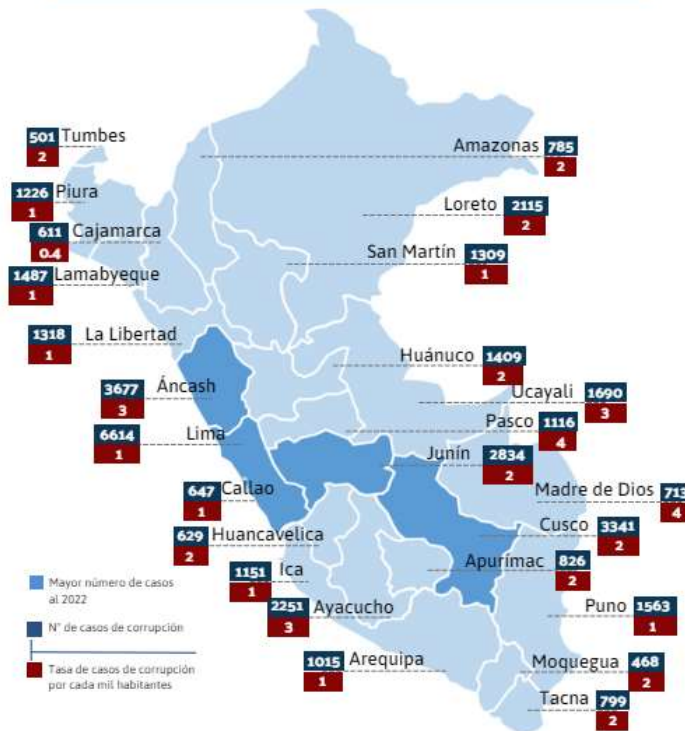 501 Tumbes
2
Amazonas 785
2
1226 Piura
1
Loreto 2115
2
611 Cajamarca
0.4
San Martín 1309
1
1487 Lamabyeque
1
1318 La Libertad
1
Huánuco 1409
2
3677 Áncash
3
Ucayali 1690
3
Pasco 1116
4
6614 Lima
1
Junín 2834
2
647 Callao
1
Madre de Dios 713
4
629 Huancavelica
2
Cusco 3341
2
1151 Ica
1
Apurímac 826
2
2251 Ayacucho
3
Puno 1563
1
1015 Arequipa
1
Moquegua 468
2
Tacna 799
2
Mayor número de casos
al 2022
N° de casos de corrupción
Tasa de casos de corrupción
por cada mil habitantes